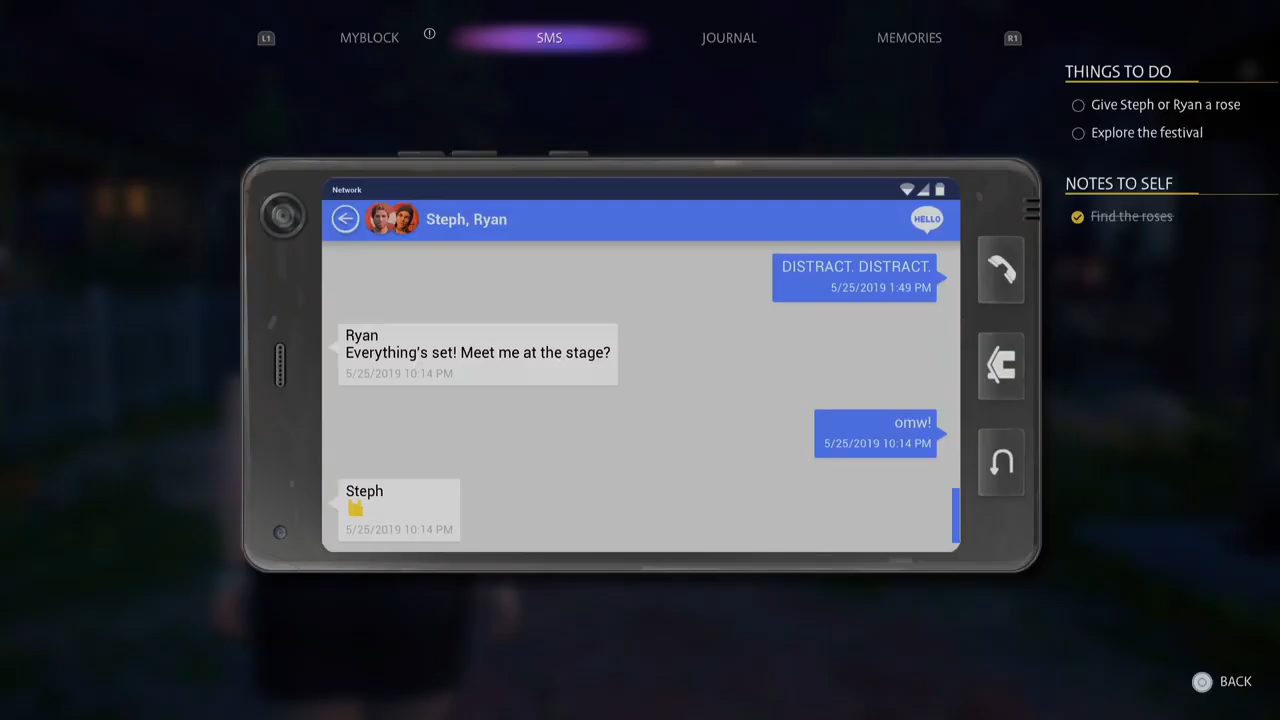 L1
MYBLOCK
SMS
JOURNAL
MEMORIES
R1
THINGS TO DO
Give Steph or Ryan a rose
Explore the festival
NOTES TO SELF
Find the roses
Network
Steph, Ryan
HELLO
DISTRACT. DISTRACT.
5/25/2019 1:49 PM
Ryan
Everything's set! Meet me at the stage?
5/25/2019 10:14 PM
omw!
5/25/2019 10:14 PM
Steph
5/25/2019 10:14 PM
BACK